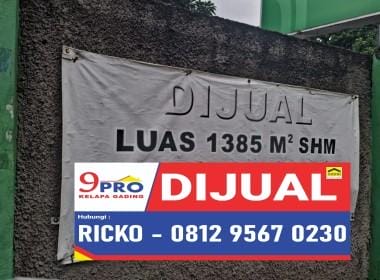 DIJUAL
LUAS 1385 M² SHM
9PRO
KELAPA GADING
DIJUAL
Hubungi :
RICKO - 0812 9567 0230